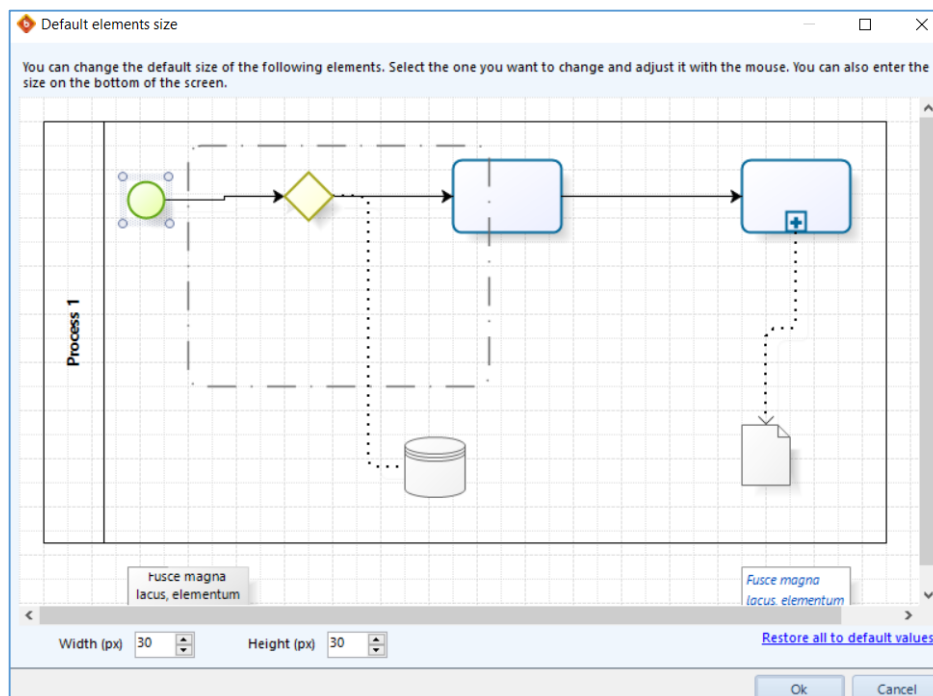 Default elements size
You can change the default size of the following elements. Select the one you want to change and adjust it with the mouse. You can also enter the
size on the bottom of the screen.
Process 1
Fusce magna
lacus, elementum
Fusce magna
lacus, elementum
Width (px) 30 Height (px) 30
Restore all to default values
Ok Cancel